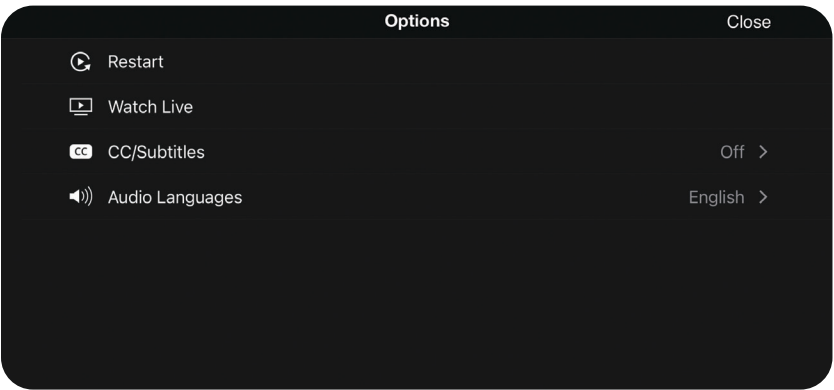 Options Close
Restart
Watch Live
CC CC/Subtitles Off
Audio Languages English